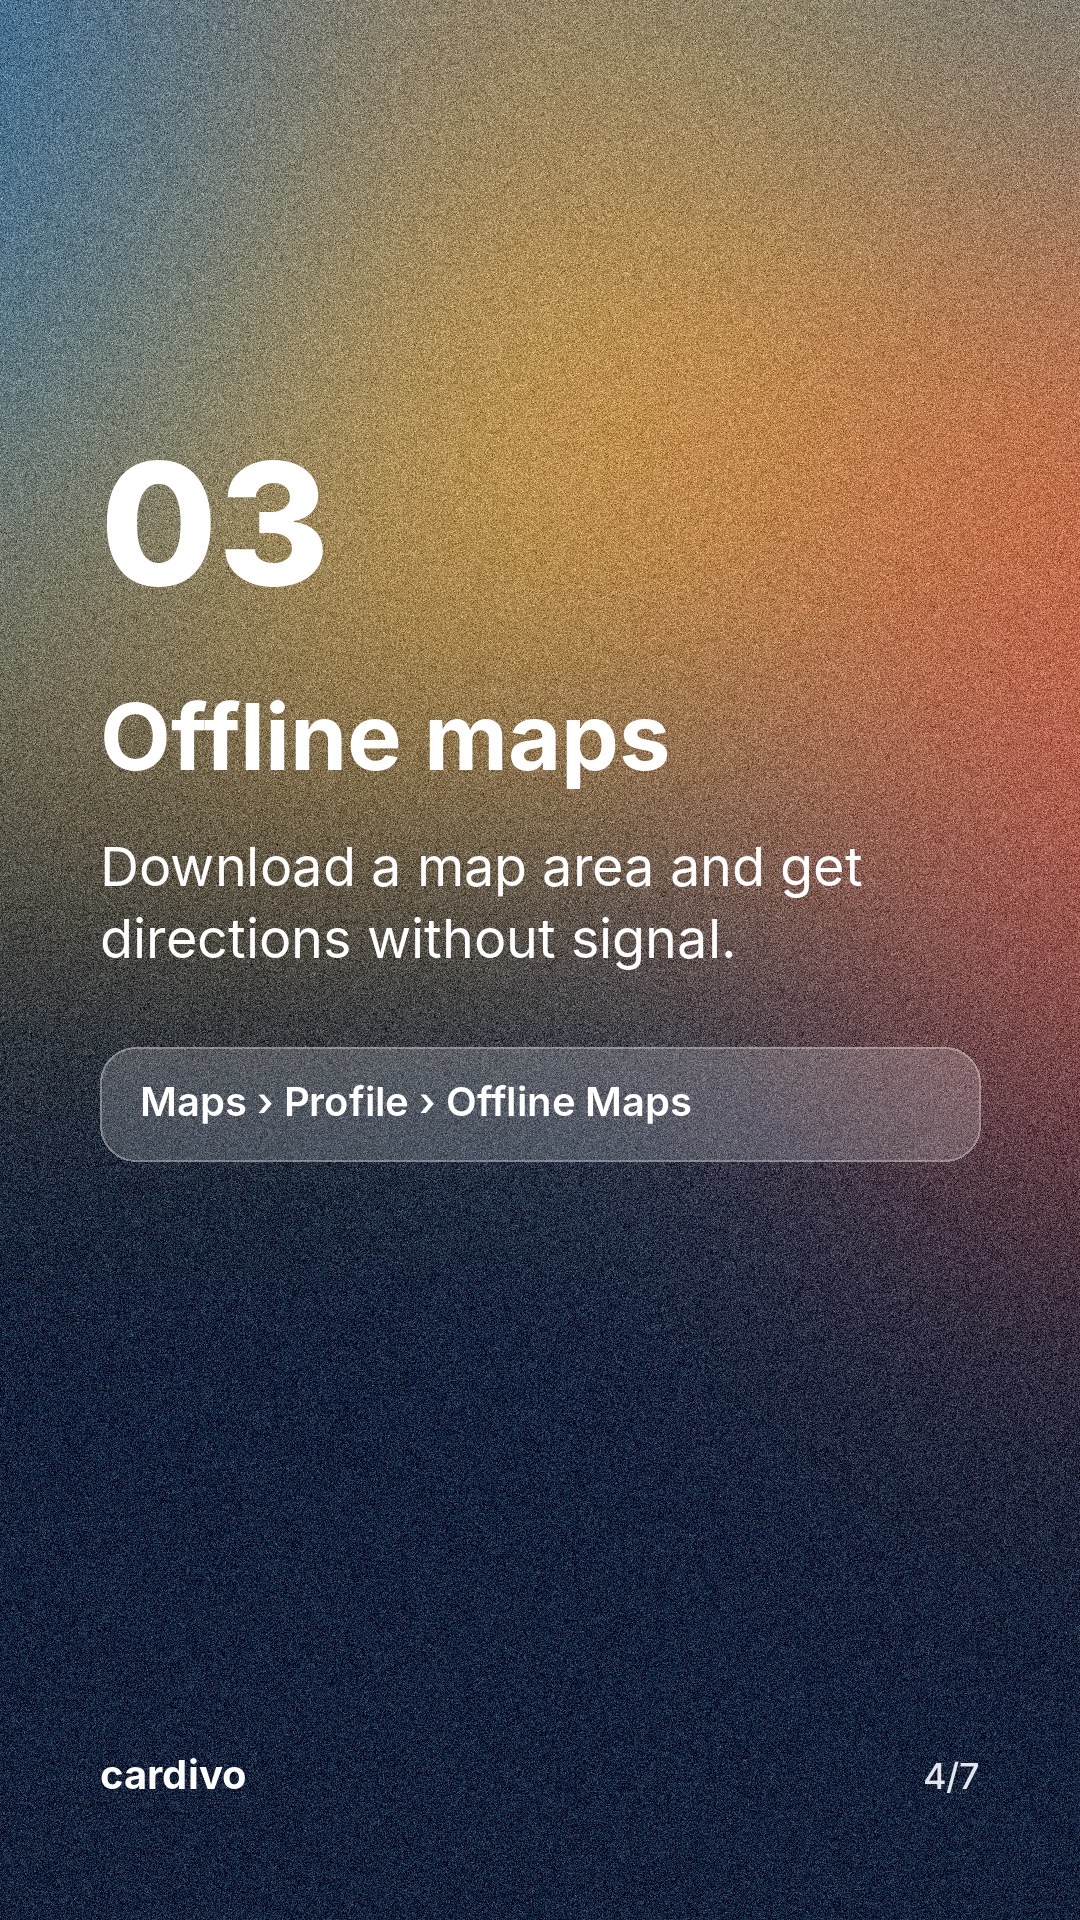 03
Offline maps
Download a map area and get
directions without signal.
Maps › Profile › Offline Maps
cardivo
4/7